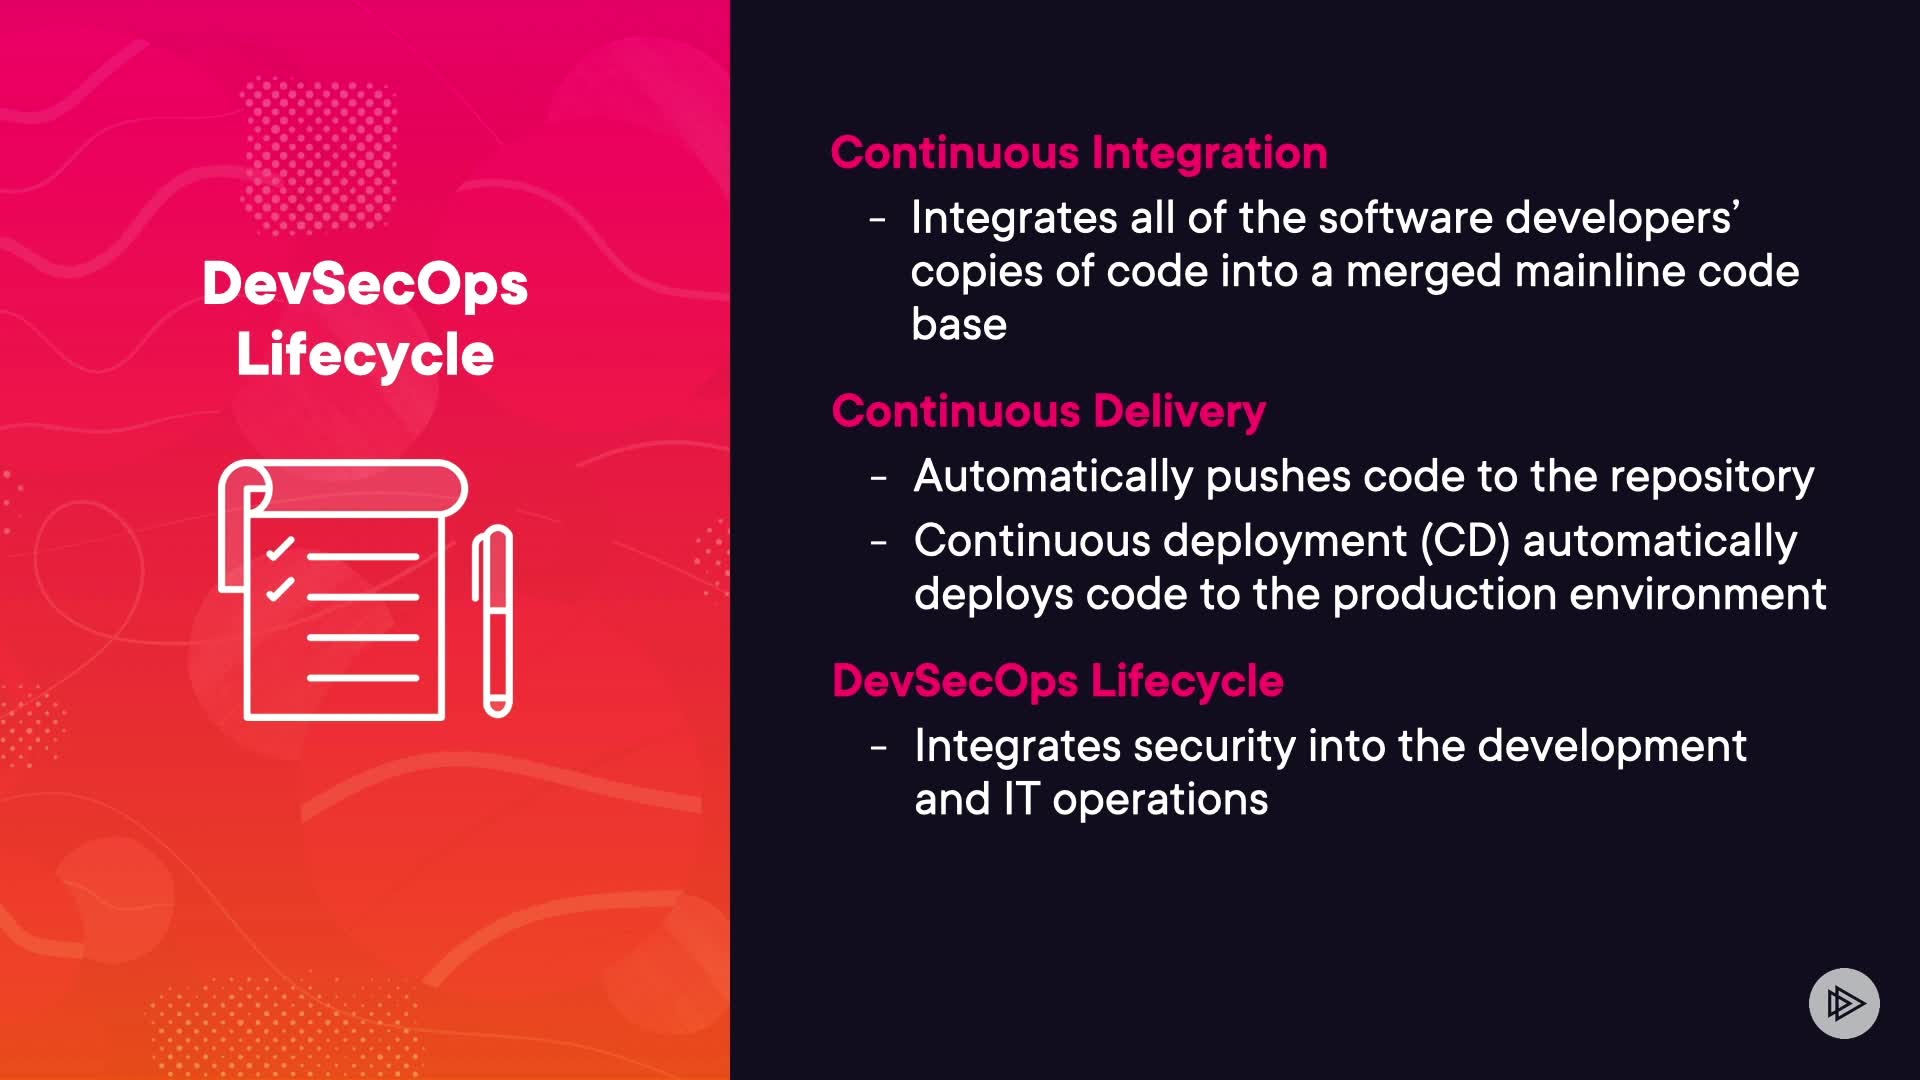 DevSecOps
Lifecycle
Continuous Integration
- Integrates all of the software developers’
copies of code into a merged mainline code
base
Continuous Delivery
- Automatically pushes code to the repository
- Continuous deployment (CD) automatically
deploys code to the production environment
DevSecOps Lifecycle
- Integrates security into the development
and IT operations